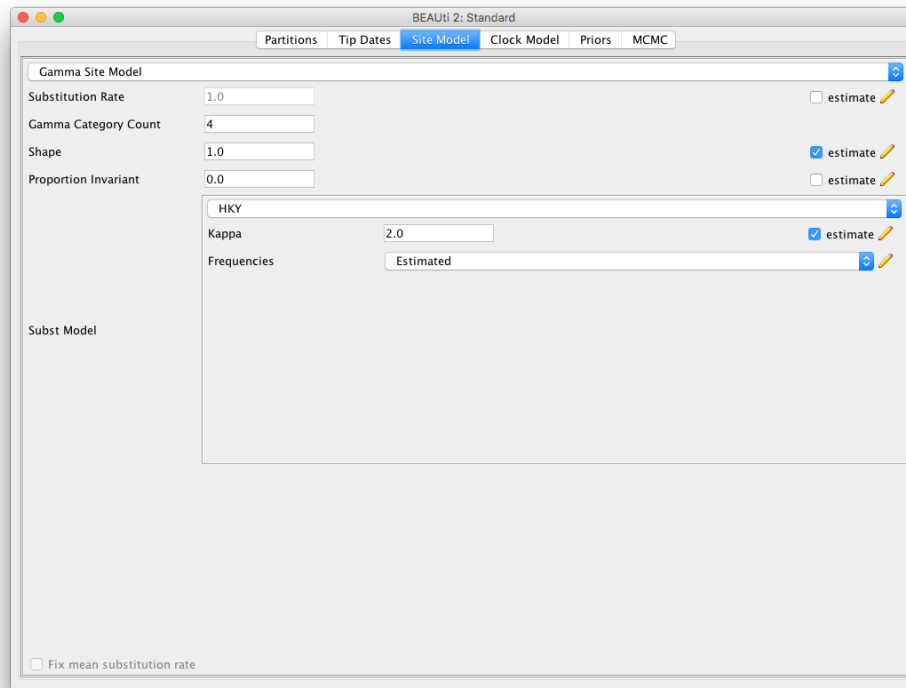 BEAUti 2: Standard
Partitions Tip Dates Site Model Clock Model Priors MCMC
Gamma Site Model
Substitution Rate 1.0 estimate
Gamma Category Count 4
Shape 1.0 estimate
Proportion Invariant 0.0 estimate
HKY
Kappa 2.0 estimate
Frequencies Estimated
Subst Model
Fix mean substitution rate